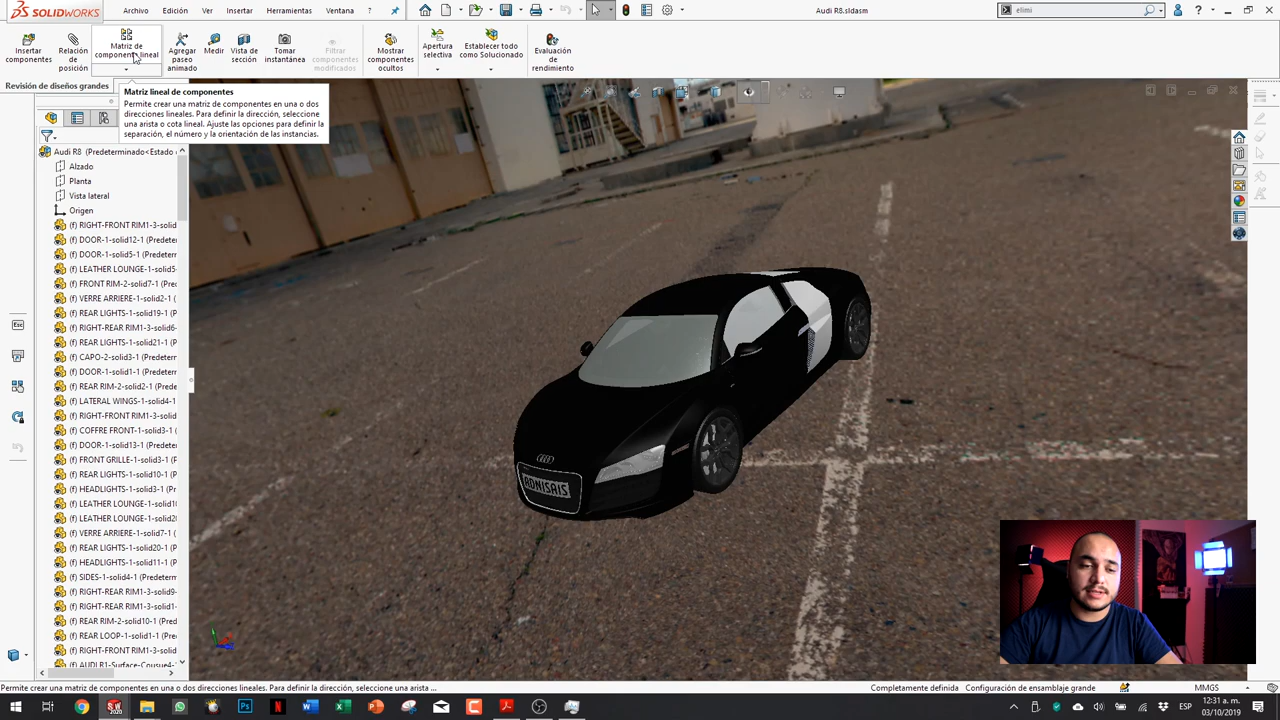 SOLIDWORKS
Archivo Edición Ver Insertar Herramientas Ventana ?
Audi R8.sldasm
elimi
Insertar componentes
Relación de posición
Matriz de componente lineal
Agregar paseo animado
Medir
Vista de sección
Tomar instantánea
Filtrar componentes modificados
Mostrar componentes ocultos
Apertura selectiva
Establecer todo como Solucionado
Evaluación de rendimiento
Revisión de diseños grandes
Matriz lineal de componentes
Permite crear una matriz de componentes en una o dos
direcciones lineales. Para definir la dirección, seleccione
una arista o cota lineal. Ajuste las opciones para definir la
separación, el número y la orientación de las instancias.
Audi R8 (Predeterminado<Estado
Alzado
Planta
Vista lateral
Origen
(f) RIGHT-FRONT RIM1-3-solid
(f) DOOR-1-solid12-1 (Predeter
(f) DOOR-1-solid5-1 (Predeterm
(f) LEATHER LOUNGE-1-solid5-
(f) FRONT RIM-2-solid7-1 (Pred
(f) VERRE ARRIERE-1-solid2-1 (
(f) REAR LIGHTS-1-solid19-1 (P
(f) RIGHT-REAR RIM1-3-solid6
(f) REAR LIGHTS-1-solid21-1 (P
(f) CAPO-2-solid3-1 (Predeterm
(f) DOOR-1-solid1-1 (Predeterm
(f) REAR RIM-2-solid2-1 (Prede
(f) LATERAL WINGS-1-solid4-1
(f) RIGHT-FRONT RIM1-3-solid
(f) COFFRE FRONT-1-solid3-1 (
(f) DOOR-1-solid13-1 (Predeter
(f) FRONT GRILLE-1-solid3-1 (P
(f) REAR LIGHTS-1-solid10-1 (P
(f) HEADLIGHTS-1-solid3-1 (Pr
(f) LEATHER LOUNGE-1-solid1
(f) LEATHER LOUNGE-1-solid2
(f) VERRE ARRIERE-1-solid7-1 (
(f) REAR LIGHTS-1-solid20-1 (P
(f) HEADLIGHTS-1-solid11-1 (P
(f) SIDES-1-solid4-1 (Predeterm
(f) RIGHT-REAR RIM1-3-solid9-
(f) RIGHT-FRONT RIM1-3-solid
(f) REAR RIM-2-solid10-1 (Pred
(f) REAR LOOP-1-solid1-1 (Pre
Esc
ADNISAIS
Permite crear una matriz de componentes en una o dos direcciones lineales. Para definir la dirección, seleccione una arista ...
Completamente definida Configuración de ensamblaje grande MMGS
ESP
12:31 a. m.
03/10/2019